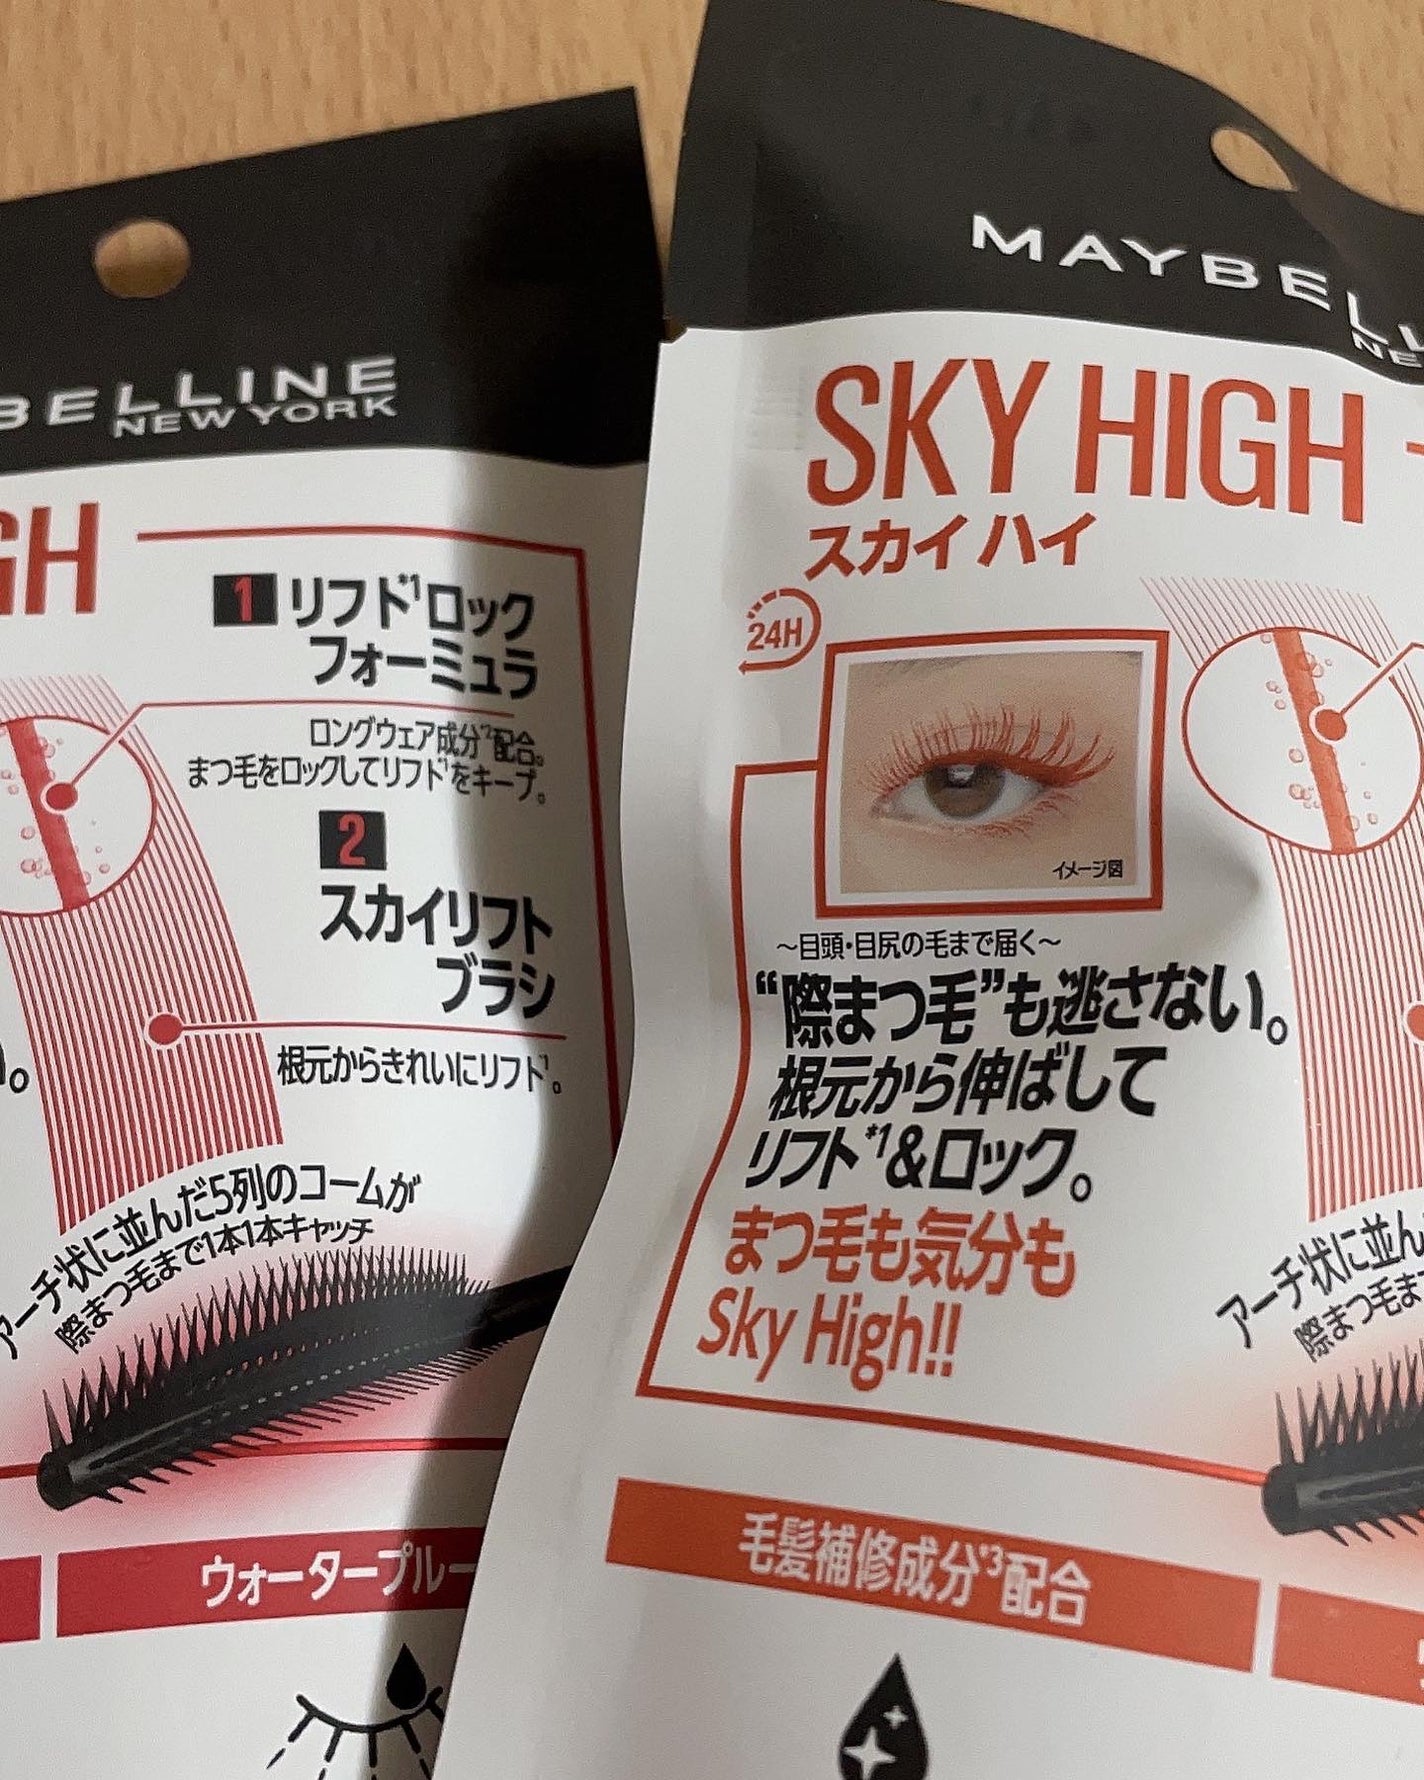 BELLINE
NEW YORK
GH
1 リフト*1ロック
フォーミュラ
ロングウェア成分*2配合。
まつ毛をロックしてリフト*1をキープ。
2
スカイリフト
ブラシ
根元からきれいにリフト*1。
アーチ状に並んだ5列のコームが
際まつ毛まで1本1本キャッチ
ウォータープルー
MAYBELL
NE
SKY HIGH
スカイ ハイ
24H
イメージ図
〜目頭・目尻の毛まで届く〜
“際まつ毛”も逃さない。
根元から伸ばして
リフト*1&ロック。
まつ毛も気分も
Sky High!!
アーチ状に並ん
際まつ毛ま
毛髪補修成分*3配合